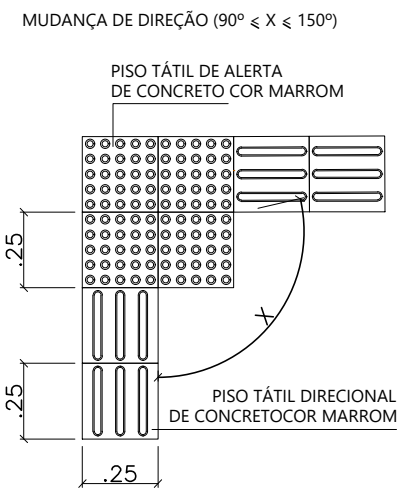 MUDANÇA DE DIREÇÃO (90º ⩽ X ⩽ 150º)
PISO TÁTIL DE ALERTA
DE CONCRETO COR MARROM
.25
X
.25
PISO TÁTIL DIRECIONAL
DE CONCRETOCOR MARROM
.25